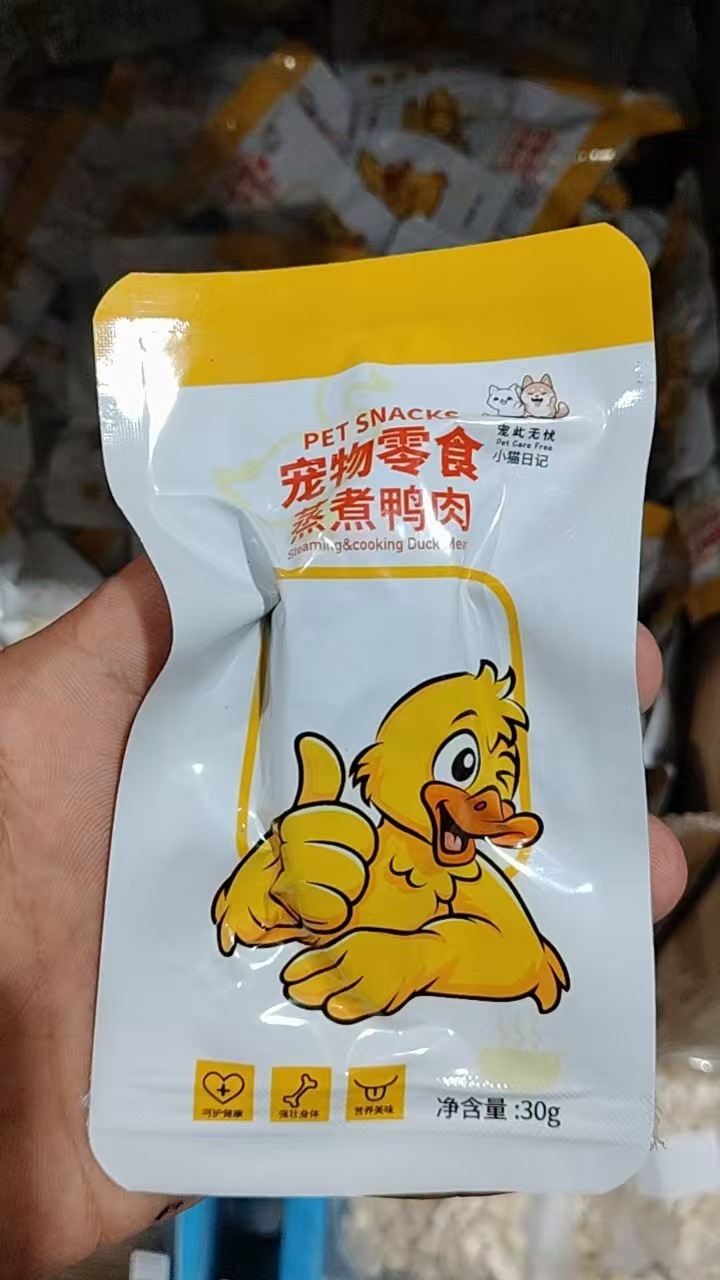 PET SNACKS
宠物零食
蒸煮鸭肉
Steaming&cooking Duck Meat
宠此无忧
Pet Care Free
小猫日记
呵护健康
强壮身体
营养美味
净含量:30g